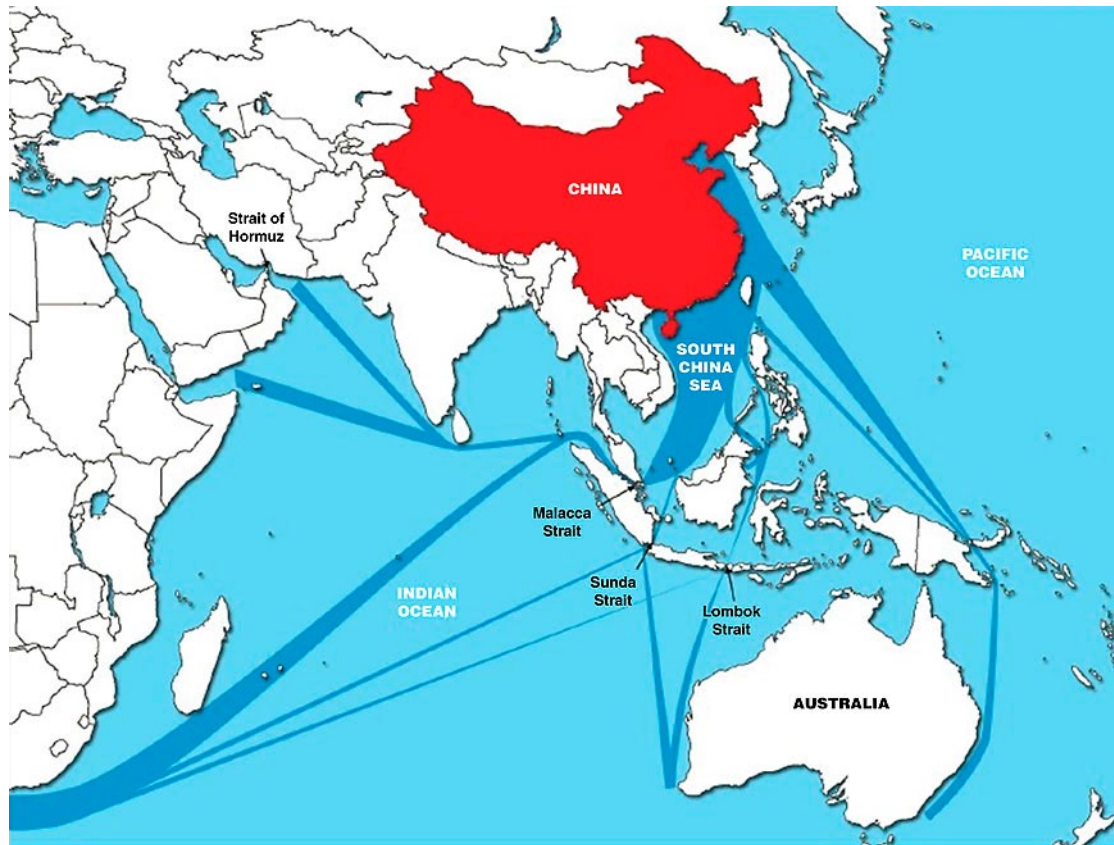 CHINA
Strait of
Hormuz
PACIFIC
OCEAN
SOUTH
CHINA
SEA
Malacca
Strait
INDIAN
OCEAN
Sunda
Strait
Lombok
Strait
AUSTRALIA